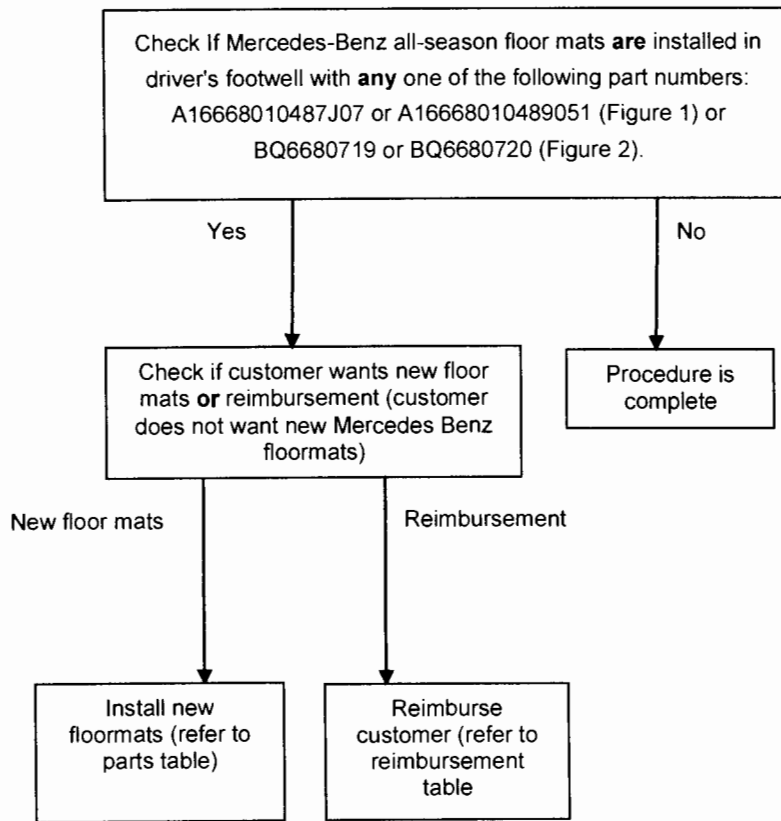 Check If Mercedes-Benz all-season floor mats are installed in
driver's footwell with any one of the following part numbers:
A16668010487J07 or A16668010489051 (Figure 1) or
BQ6680719 or BQ6680720 (Figure 2).
Yes
No
Check if customer wants new floor
mats or reimbursement (customer
does not want new Mercedes Benz
floormats)
Procedure is
complete
New floor mats
Reimbursement
Install new
floormats (refer to
parts table)
Reimburse
customer (refer to
reimbursement
table